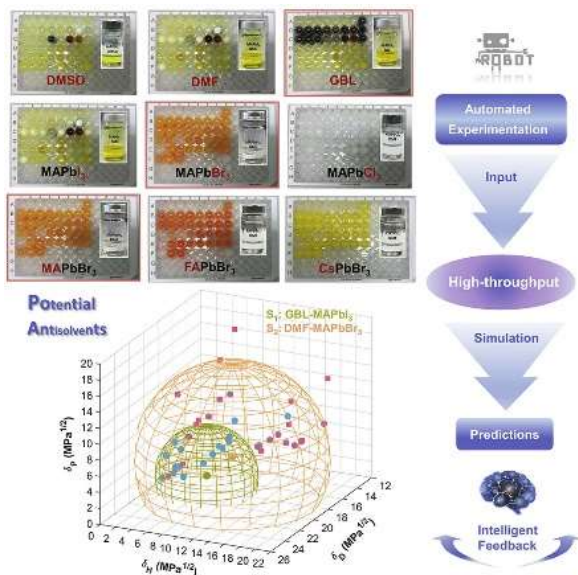 DMSO
DMF
GBL
MAPbI3
MAPbBr3
MAPbCl3
MAPbBr3
FAPbBr3
CsPbBr3
Potential
Antisolvents
S1: GBL-MAPbI3
S2: DMF-MAPbBr3
20
18
16
14
12
10
8
6
4
2
0
δP (MPa1/2)
0 2 4 6 8 10 12 14 16 18 20 22
δH (MPa1/2)
26 24 22 20 18 16 14 12
δD (MPa1/2)
ROBOT
Automated
Experimentation
Input
High-throughput
Simulation
Predictions
Intelligent
Feedback